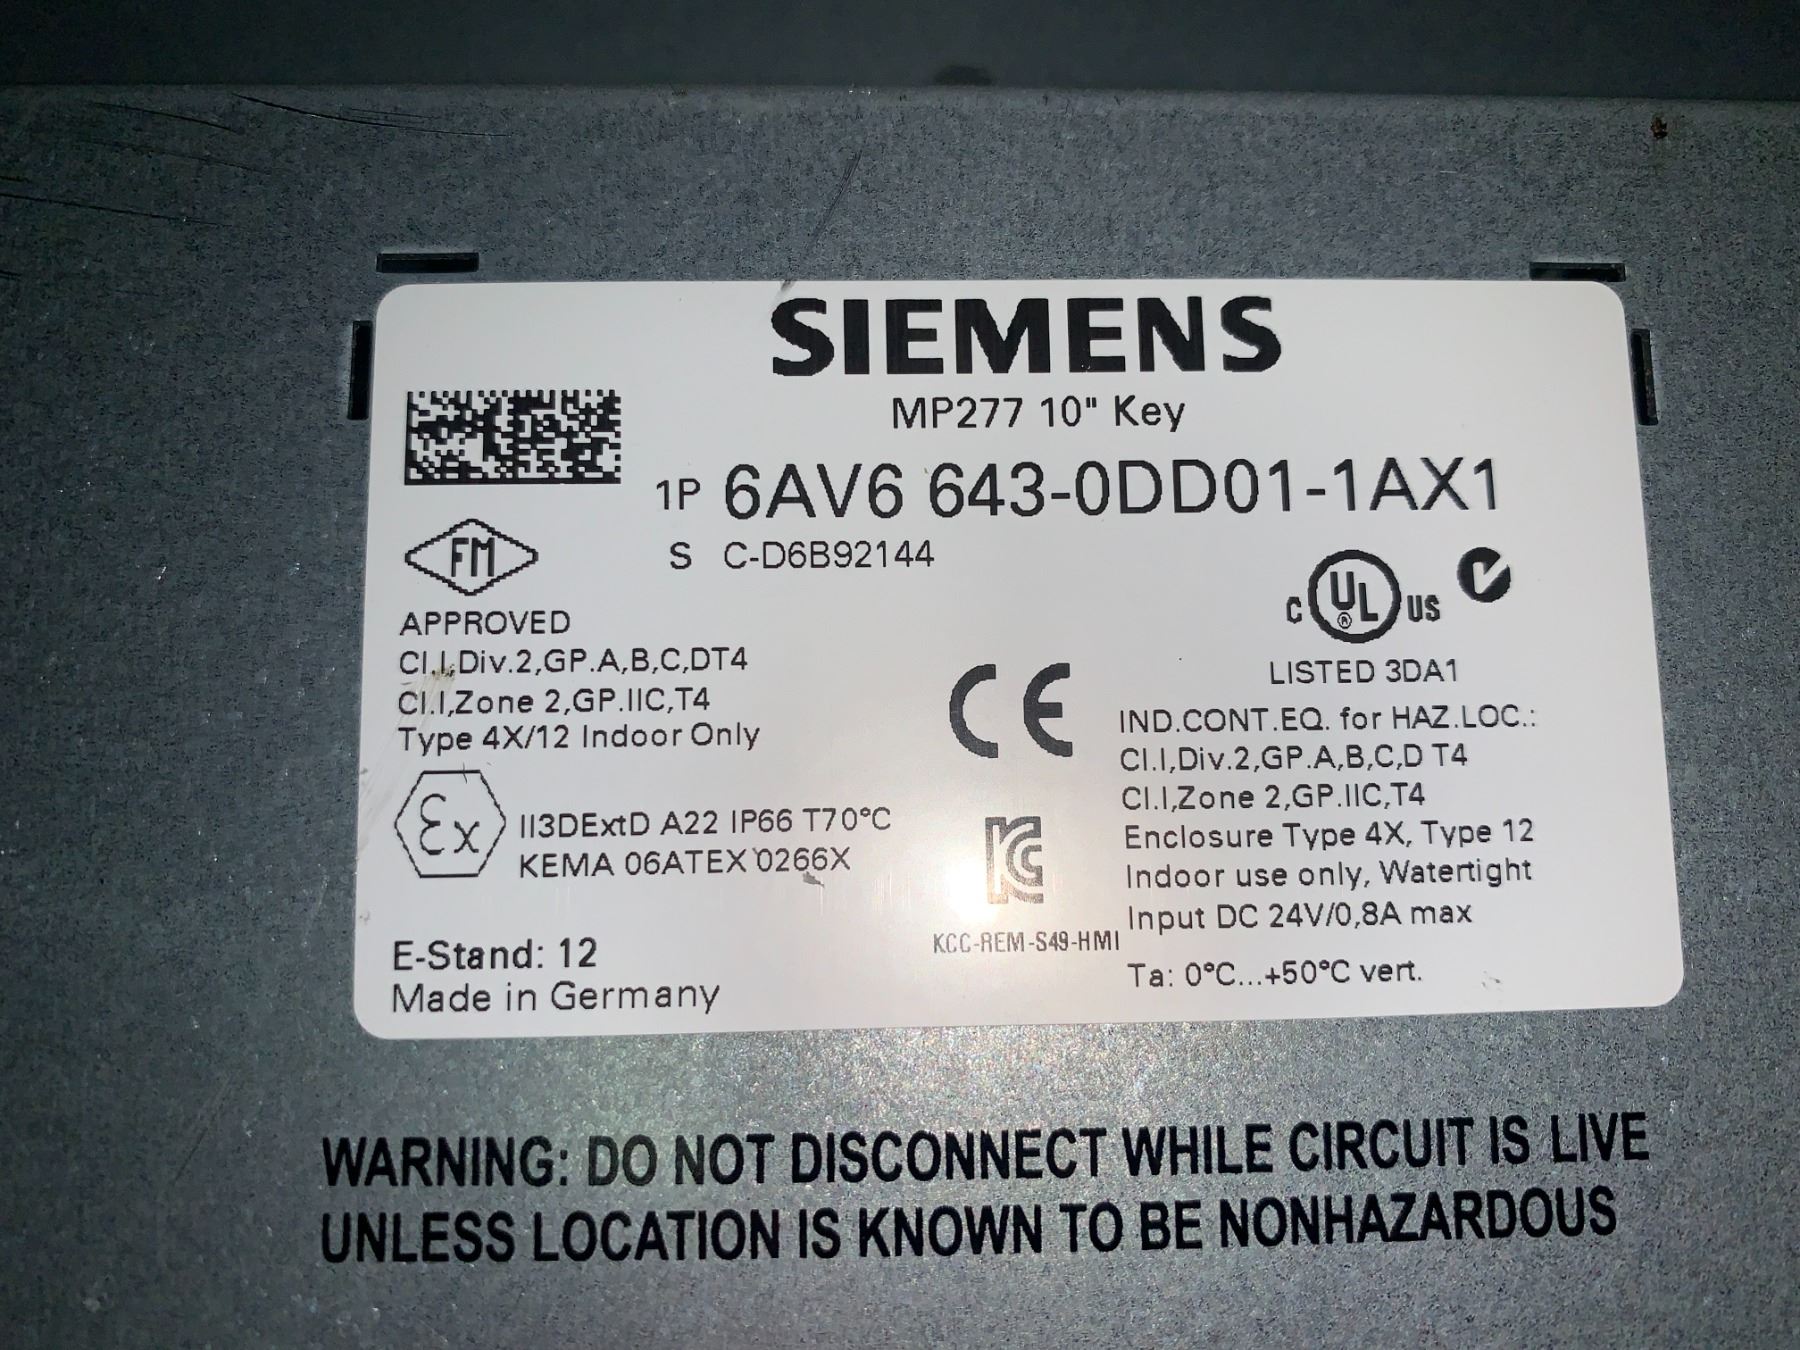 SIEMENS
MP277 10" Key
1P 6AV6 643-0DD01-1AX1
S C-D6B92144
FM
APPROVED
Cl.I,Div.2,GP.A,B,C,DT4
Cl.I,Zone 2,GP.IIC,T4
Type 4X/12 Indoor Only
Ex
II3DExtD A22 IP66 T70°C
KEMA 06ATEX 0266X
E-Stand: 12
Made in Germany
CE
KCC-REM-S49-HMI
C UL ® US
LISTED 3DA1
IND.CONT.EQ. for HAZ.LOC.:
Cl.I,Div.2,GP.A,B,C,D T4
Cl.I,Zone 2,GP.IIC,T4
Enclosure Type 4X, Type 12
Indoor use only, Watertight
Input DC 24V/0,8A max
Ta: 0°C...+50°C vert.
WARNING: DO NOT DISCONNECT WHILE CIRCUIT IS LIVE
UNLESS LOCATION IS KNOWN TO BE NONHAZARDOUS